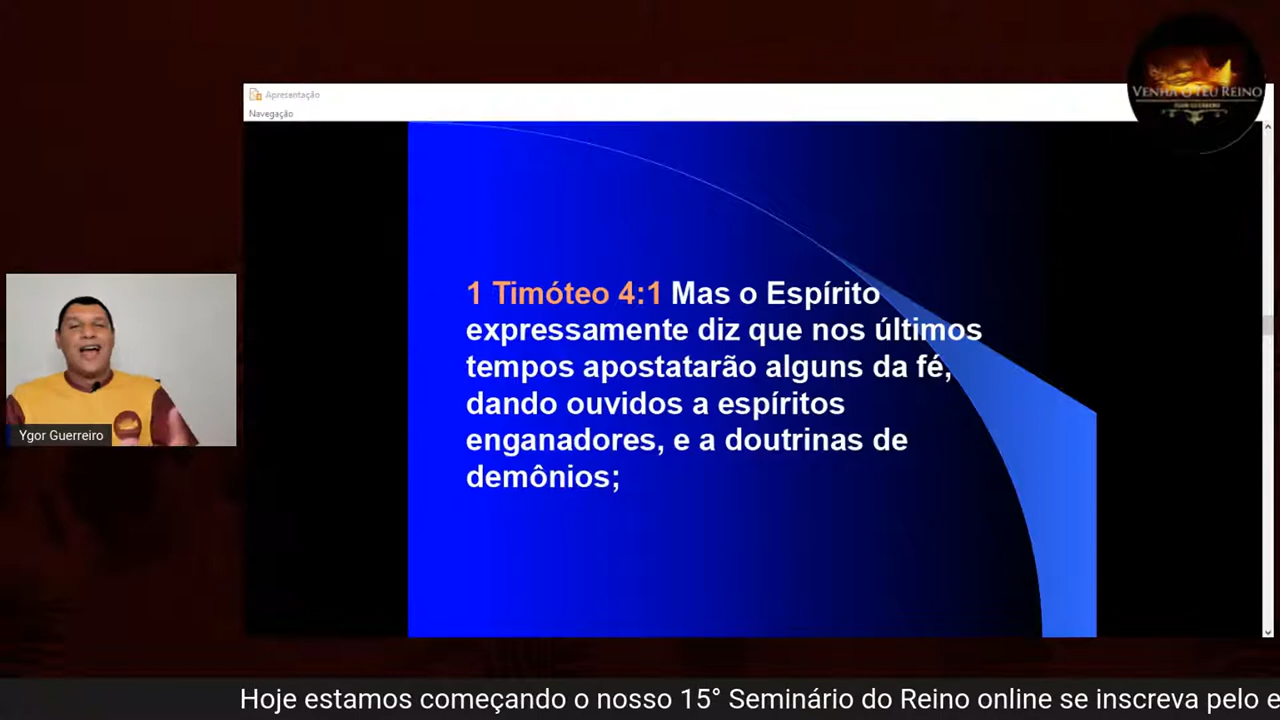 VENHA O TEU REINO
YGOR GUERREIRO
Apresentação
Navegação
1 Timóteo 4:1 Mas o Espírito
expressamente diz que nos últimos
tempos apostatarão alguns da fé,
dando ouvidos a espíritos
enganadores, e a doutrinas de
demônios;
Ygor Guerreiro
Hoje estamos começando o nosso 15° Seminário do Reino online se inscreva pelo e